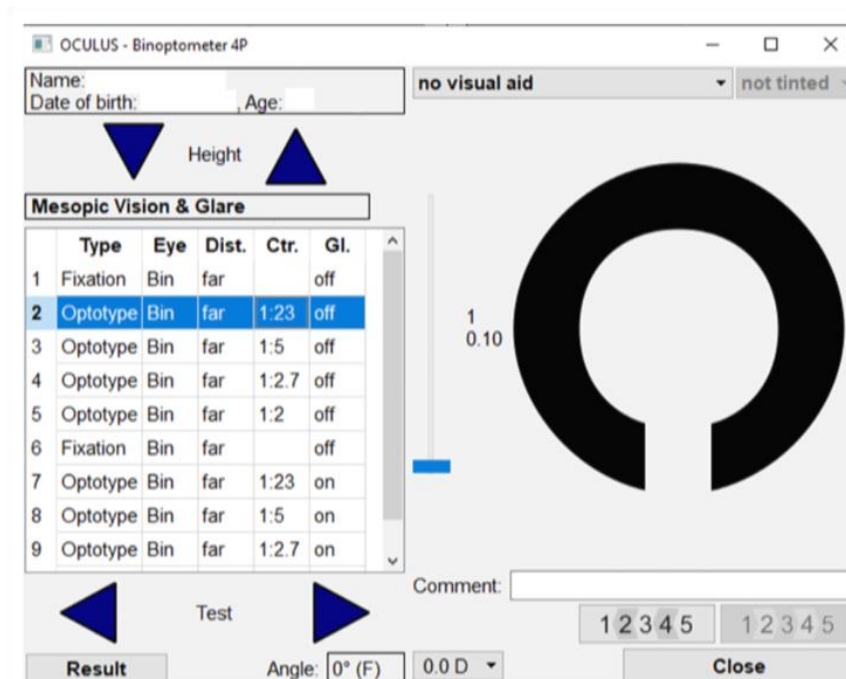 OCULUS - Binoptometer 4P
Name:
Date of birth: , Age:
no visual aid
not tinted
Height
Mesopic Vision & Glare
Type Eye Dist. Ctr. Gl.
1 Fixation Bin far off
2 Optotype Bin far 1:23 off
3 Optotype Bin far 1:5 off
4 Optotype Bin far 1:2.7 off
5 Optotype Bin far 1:2 off
6 Fixation Bin far off
7 Optotype Bin far 1:23 on
8 Optotype Bin far 1:5 on
9 Optotype Bin far 1:2.7 on
1
0.10
Comment:
Test
1 2 3 4 5
1 2 3 4 5
Result
Angle: 0° (F)
0.0 D
Close